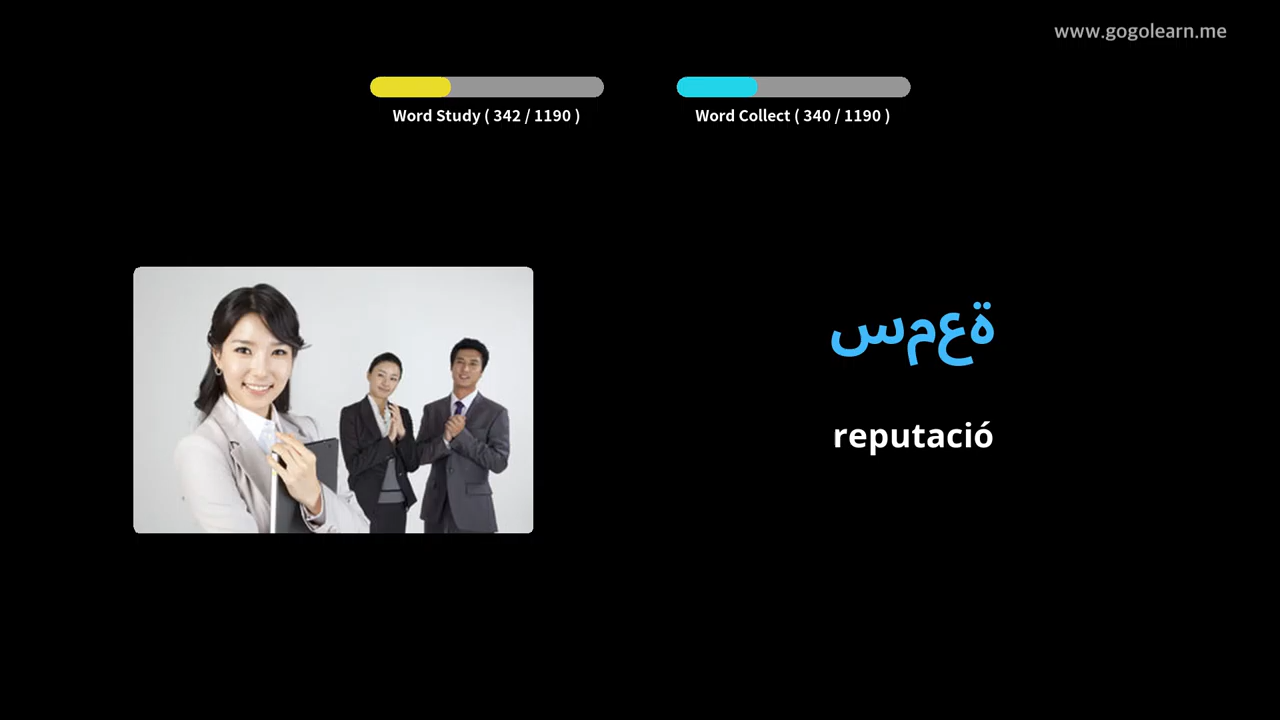 www.gogolearn.me
Word Study ( 342 / 1190 )
Word Collect ( 340 / 1190 )
سمعة
reputació